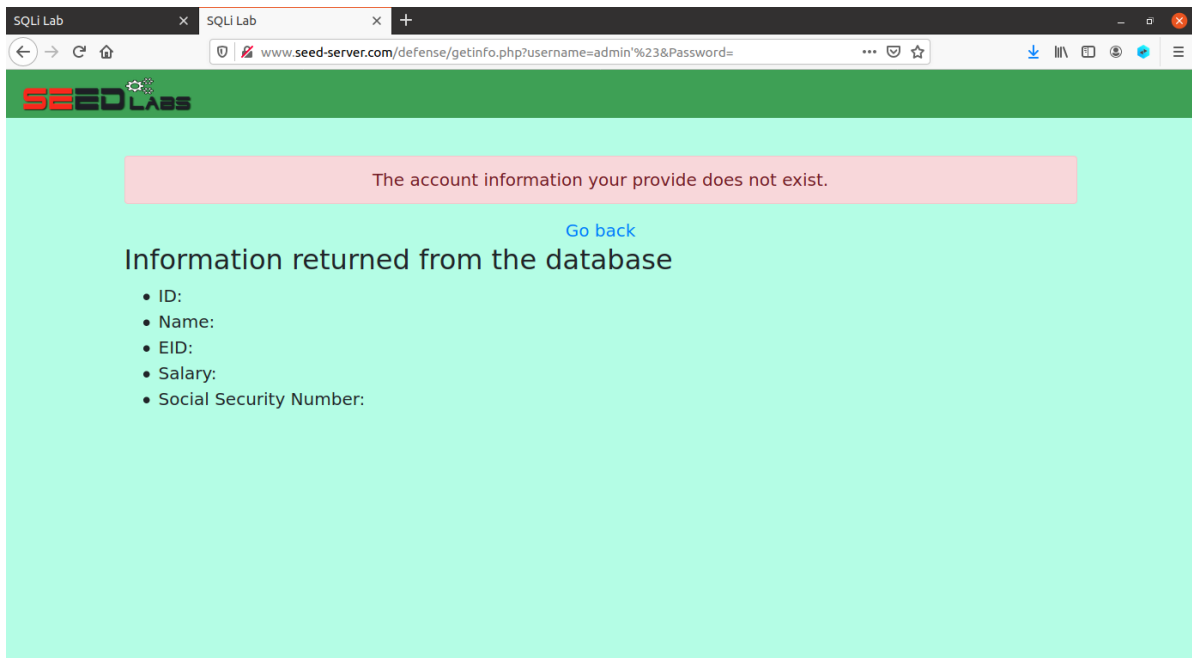 SQLi Lab SQLi Lab
www.seed-server.com/defense/getinfo.php?username=admin'%23&Password=
SEED LABS
The account information your provide does not exist.
Go back
Information returned from the database
ID:
Name:
EID:
Salary:
Social Security Number: